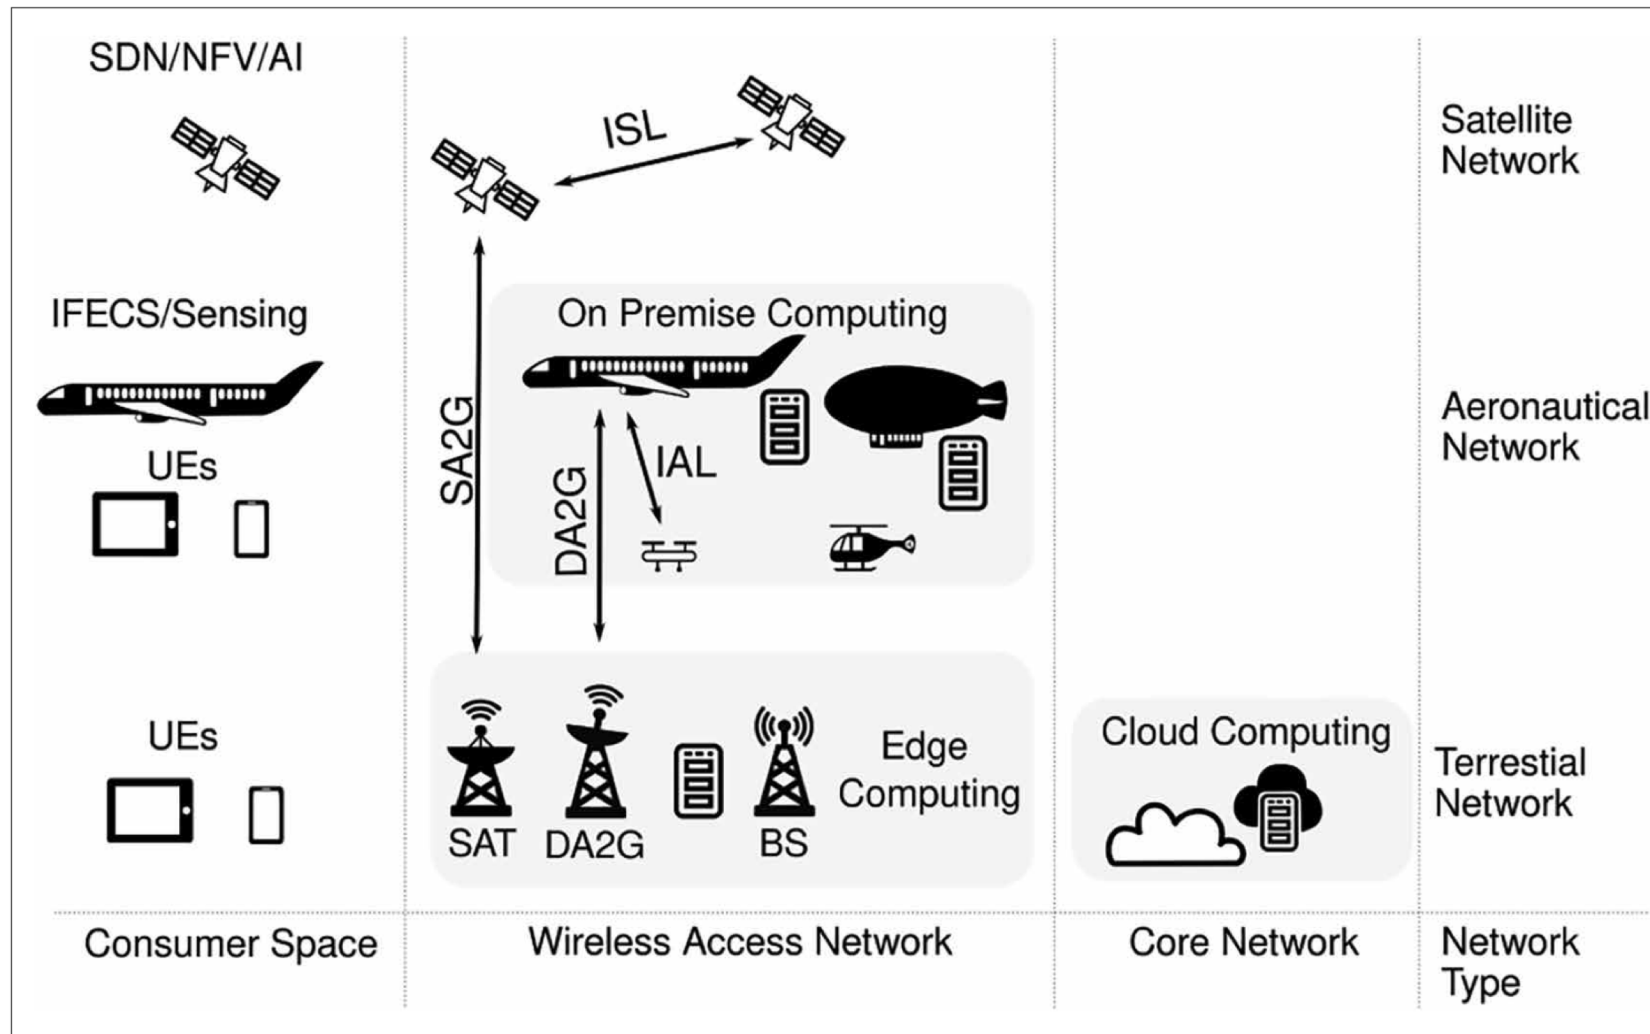 SDN/NFV/AI
ISL
Satellite
Network
IFECS/Sensing
On Premise Computing
SA2G
DA2G
IAL
UEs
Aeronautical
Network
UEs
SAT
DA2G
BS
Edge
Computing
Cloud Computing
Terrestial
Network
Consumer Space
Wireless Access Network
Core Network
Network
Type